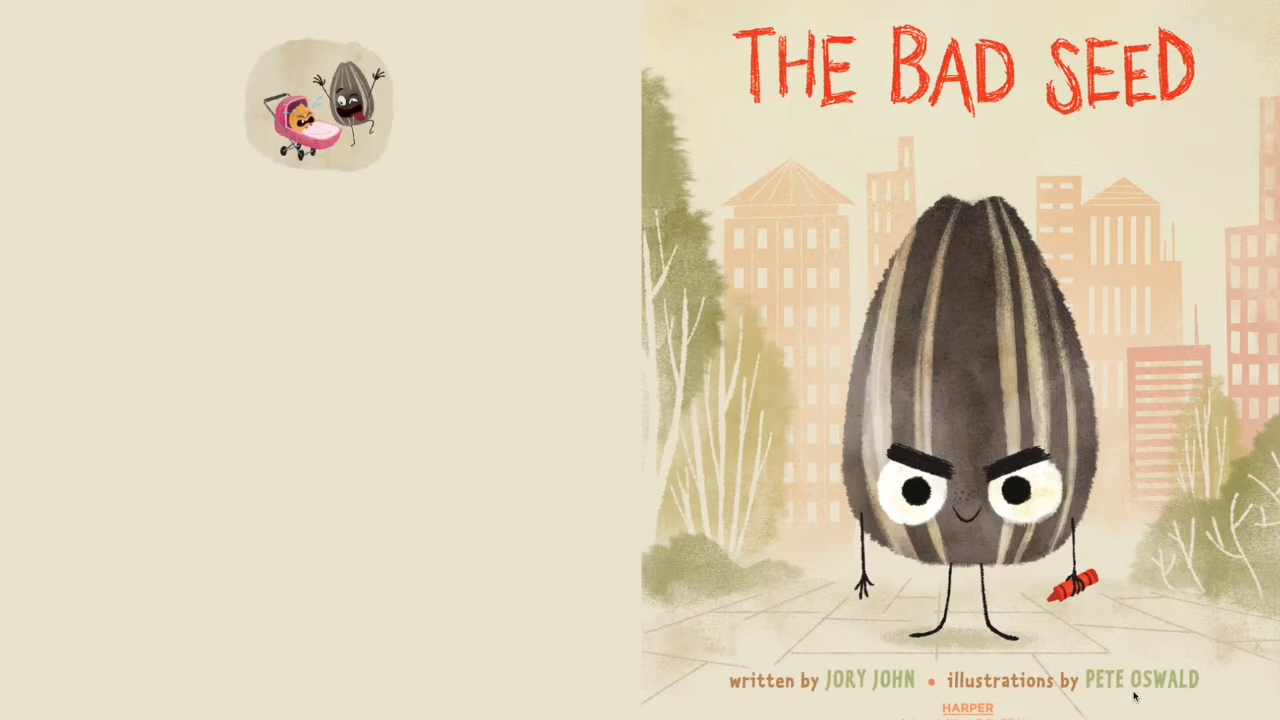 THE BAD SEED
written by JORY JOHN • illustrations by PETE OSWALD
HARPER